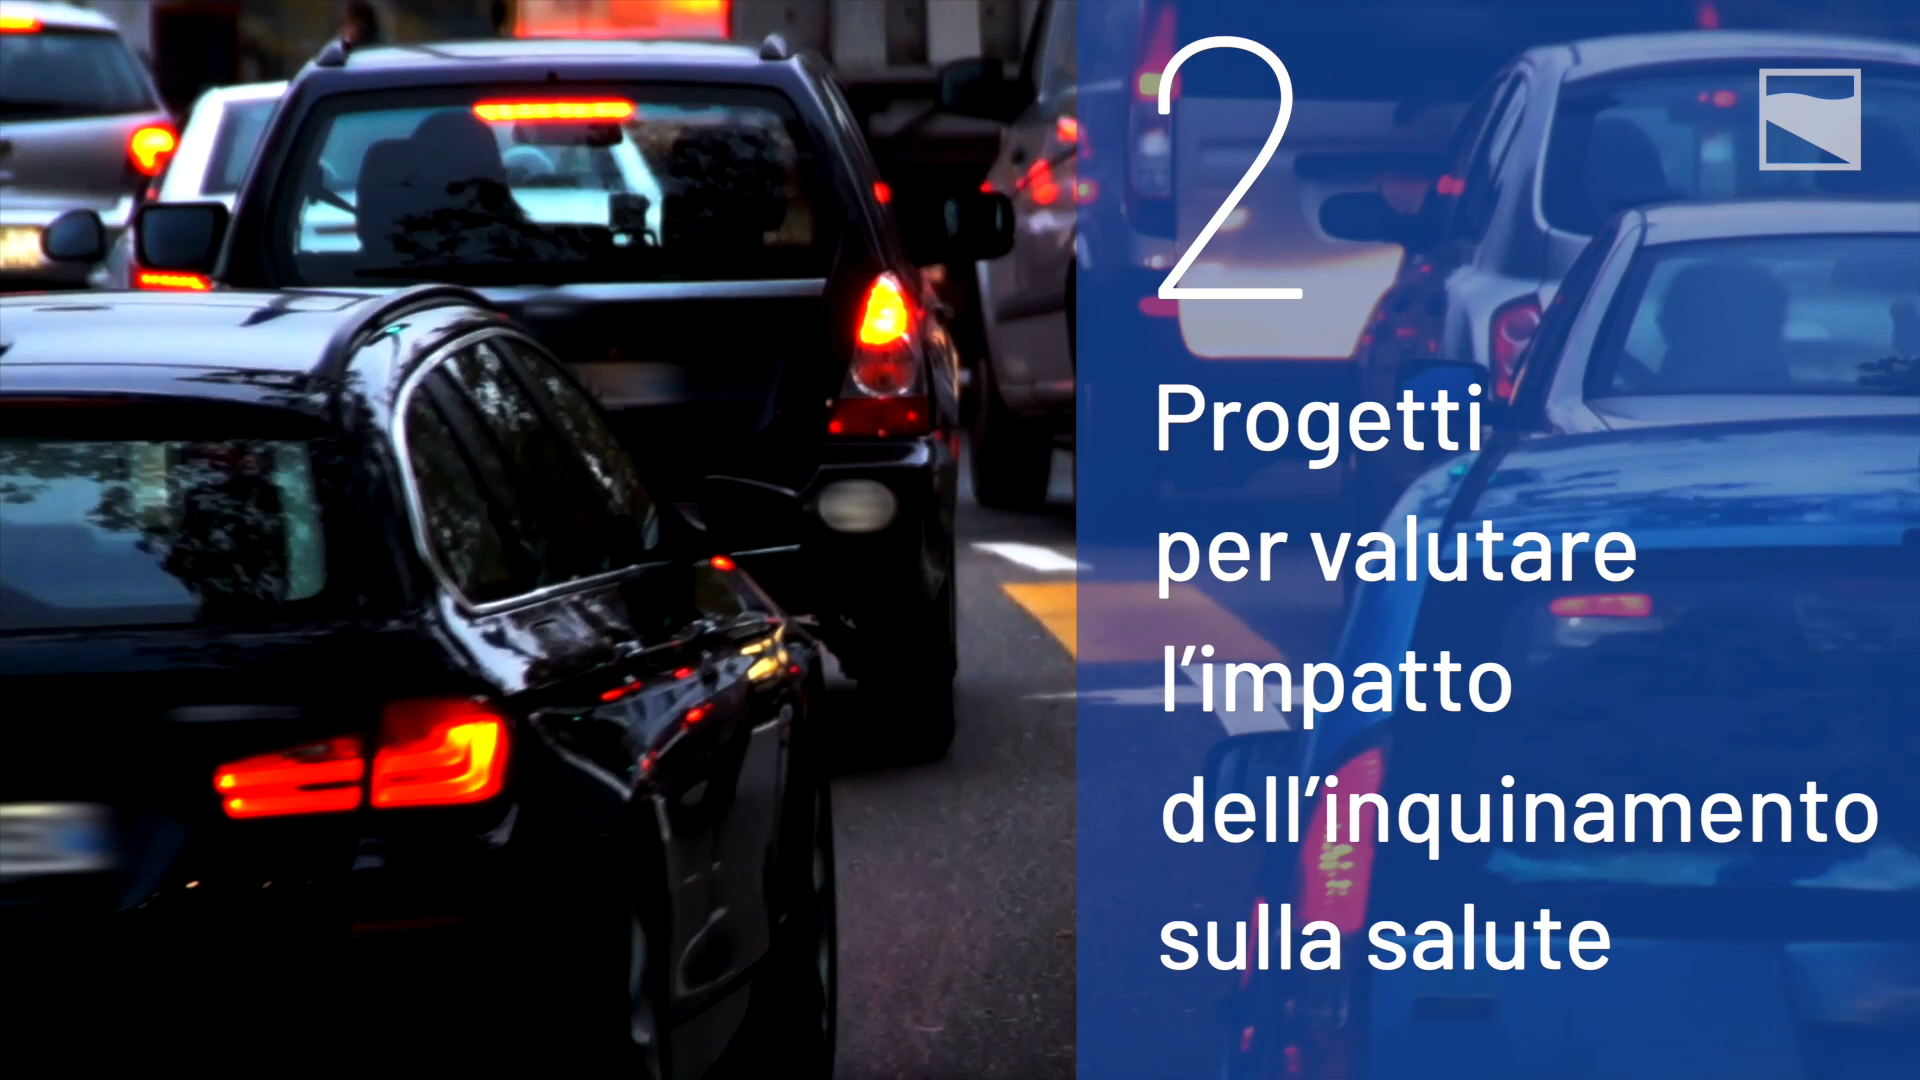 2
Progetti
per valutare
l’impatto
dell’inquinamento
sulla salute